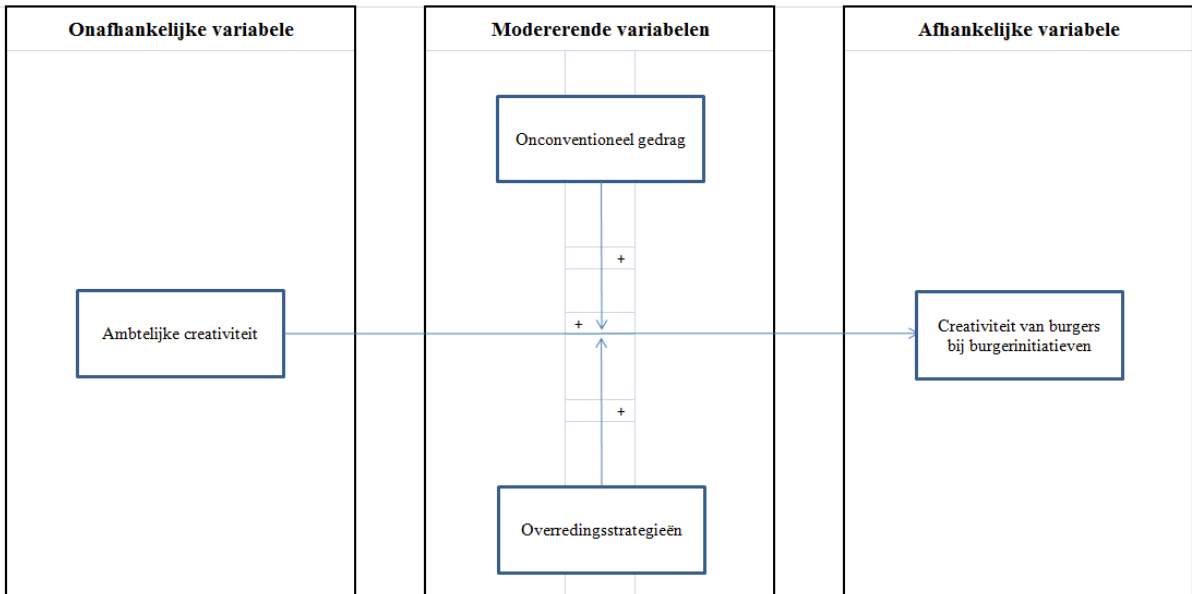 Onafhankelijke variabele
Modererende variabelen
Afhankelijke variabele
Onconventioneel gedrag
+
+
Ambtelijke creativiteit
Creativiteit van burgers
bij burgerinitiatieven
+
Overredingsstrategieën